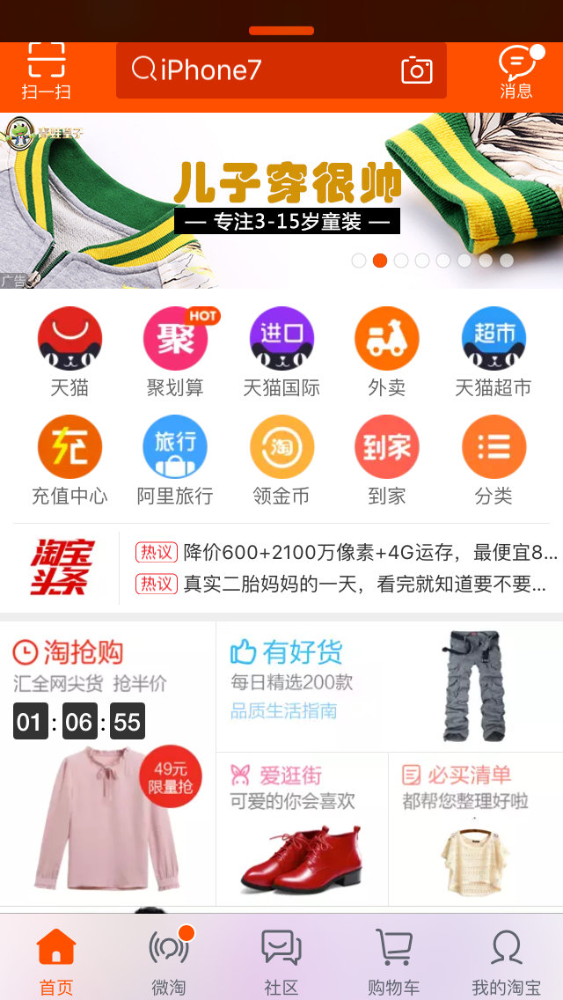 iPhone7
扫一扫
消息
儿子穿很帅
— 专注3-15岁童装 —
广告
HOT
聚
进口
超市
天猫
聚划算
天猫国际
外卖
天猫超市
充
旅行
淘
到家
充值中心
阿里旅行
领金币
到家
分类
淘宝
头条
热议 降价600+2100万像素+4G运存，最便宜8...
热议 真实二胎妈妈的一天，看完就知道要不要...
淘抢购
汇全网尖货 抢半价
01:06:55
49元
限量抢
有好货
每日精选200款
品质生活指南
爱逛街
可爱的你会喜欢
必买清单
都帮您整理好啦
首页
微淘
社区
购物车
我的淘宝